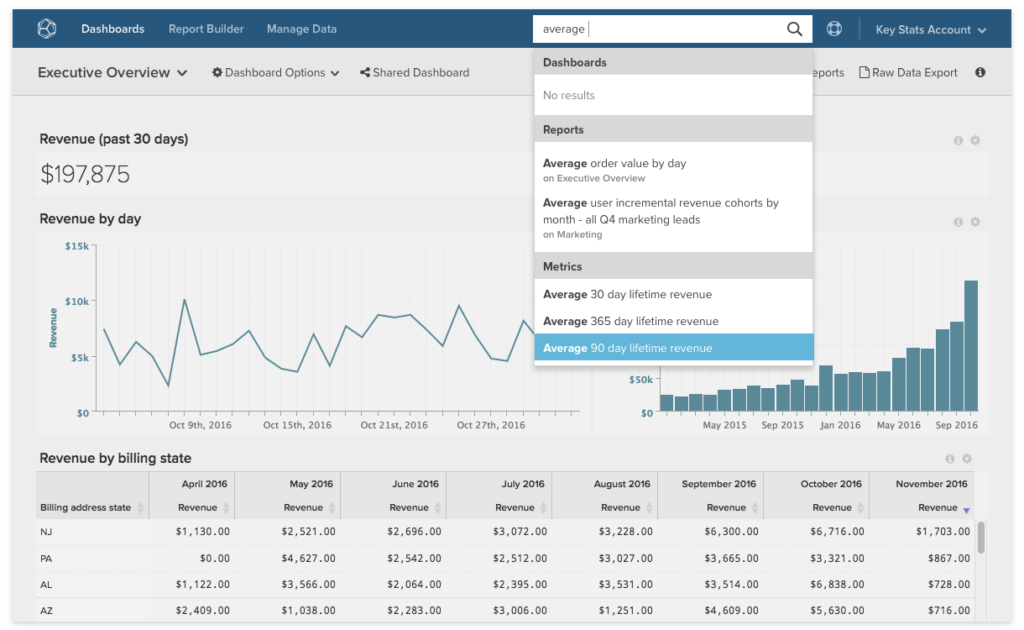 Dashboards Report Builder Manage Data average Key Stats Account
Executive Overview Dashboard Options Shared Dashboard eports Raw Data Export
Dashboards
No results
Reports
Average order value by day
on Executive Overview
Average user incremental revenue cohorts by
month - all Q4 marketing leads
on Marketing
Metrics
Average 30 day lifetime revenue
Average 365 day lifetime revenue
Average 90 day lifetime revenue
Revenue (past 30 days)
$197,875
Revenue by day
$15k
$10k
$5k
$0
Revenue
Oct 9th, 2016 Oct 15th, 2016 Oct 21st, 2016 Oct 27th, 2016
$50k
$0
May 2015 Sep 2015 Jan 2016 May 2016 Sep 2016
Revenue by billing state
April 2016 May 2016 June 2016 July 2016 August 2016 September 2016 October 2016 November 2016
Billing address state Revenue Revenue Revenue Revenue Revenue Revenue Revenue Revenue
NJ $1,130.00 $2,521.00 $2,696.00 $3,072.00 $3,228.00 $6,300.00 $6,716.00 $1,703.00
PA $0.00 $4,627.00 $2,542.00 $2,512.00 $3,027.00 $3,665.00 $3,321.00 $867.00
AL $1,122.00 $3,566.00 $2,064.00 $2,395.00 $3,531.00 $3,514.00 $6,838.00 $728.00
AZ $2,409.00 $1,038.00 $2,283.00 $3,006.00 $1,251.00 $4,609.00 $5,630.00 $716.00